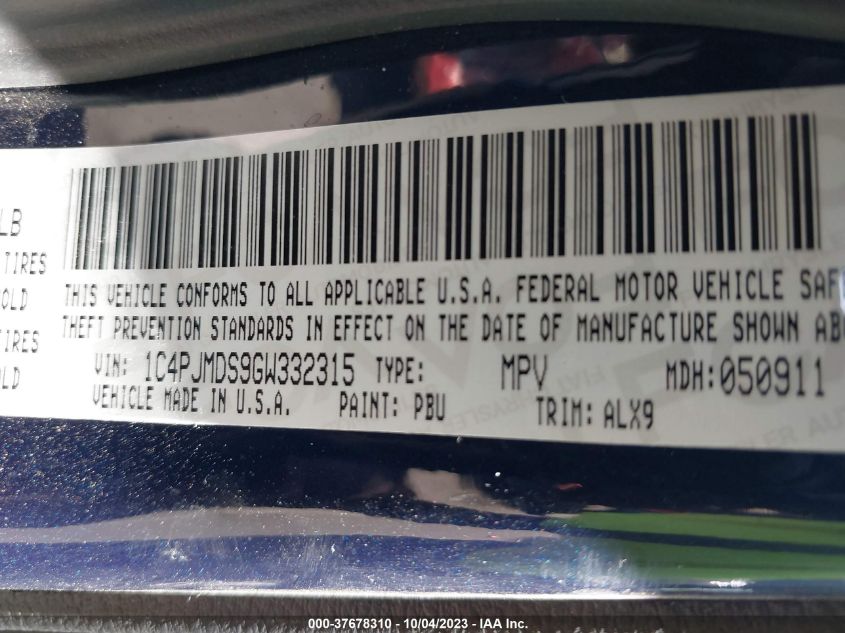 LB
TIRES
OLD
TIRES
OLD
THIS VEHICLE CONFORMS TO ALL APPLICABLE U.S.A. FEDERAL MOTOR VEHICLE SAF
THEFT PREVENTION STANDARDS IN EFFECT ON THE DATE OF MANUFACTURE SHOWN ABO
VIN: 1C4PJMDS9GW332315 TYPE: MPV MDH:050911
VEHICLE MADE IN U.S.A. PAINT: PBU TRIM: ALX9
000-37678310 - 10/04/2023 - IAA Inc.